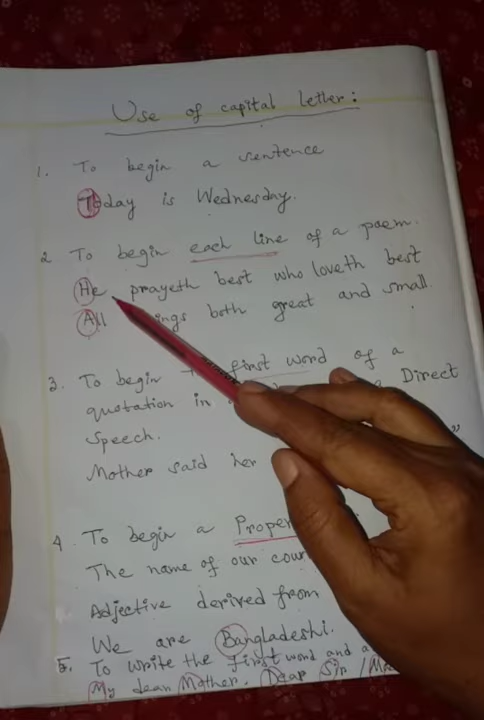 Use of capital letter:
1. To begin a sentence
Today is Wednesday.
2 To begin each line of a poem.
He prayeth best who loveth best
All both great and small.
3. To begin first word of a
quotation in Direct
Speech.
Mother said her "
4 To begin a Proper
The name of our
Adjective derived from
We are Bangladeshi.
5. To write the first word and
My dear Mother. Dear Sir /